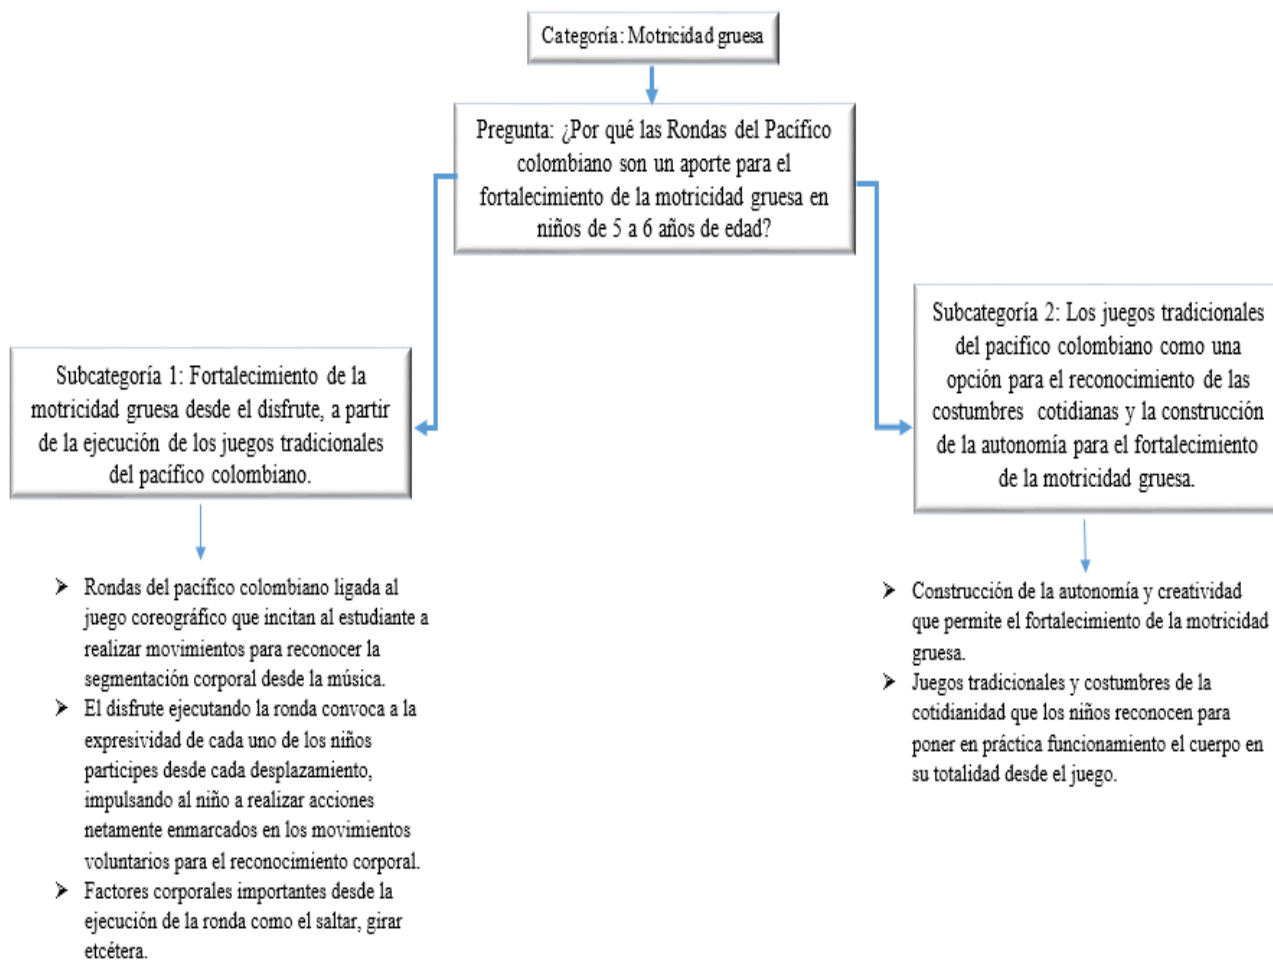 Categoría: Motricidad gruesa
Pregunta: ¿Por qué las Rondas del Pacífico
colombiano son un aporte para el
fortalecimiento de la motricidad gruesa en
niños de 5 a 6 años de edad?
Subcategoría 1: Fortalecimiento de la
motricidad gruesa desde el disfrute, a partir
de la ejecución de los juegos tradicionales
del pacífico colombiano.
➤ Rondas del pacífico colombiano ligada al
juego coreográfico que incitan al estudiante a
realizar movimientos para reconocer la
segmentación corporal desde la música.
➤ El disfrute ejecutando la ronda convoca a la
expresividad de cada uno de los niños
participes desde cada desplazamiento,
impulsando al niño a realizar acciones
netamente enmarcados en los movimientos
voluntarios para el reconocimiento corporal.
➤ Factores corporales importantes desde la
ejecución de la ronda como el saltar, girar
etcétera.
Subcategoría 2: Los juegos tradicionales
del pacifico colombiano como una
opción para el reconocimiento de las
costumbres cotidianas y la construcción
de la autonomía para el fortalecimiento
de la motricidad gruesa.
➤ Construcción de la autonomía y creatividad
que permite el fortalecimiento de la motricidad
gruesa.
➤ Juegos tradicionales y costumbres de la
cotidianidad que los niños reconocen para
poner en práctica funcionamiento el cuerpo en
su totalidad desde el juego.